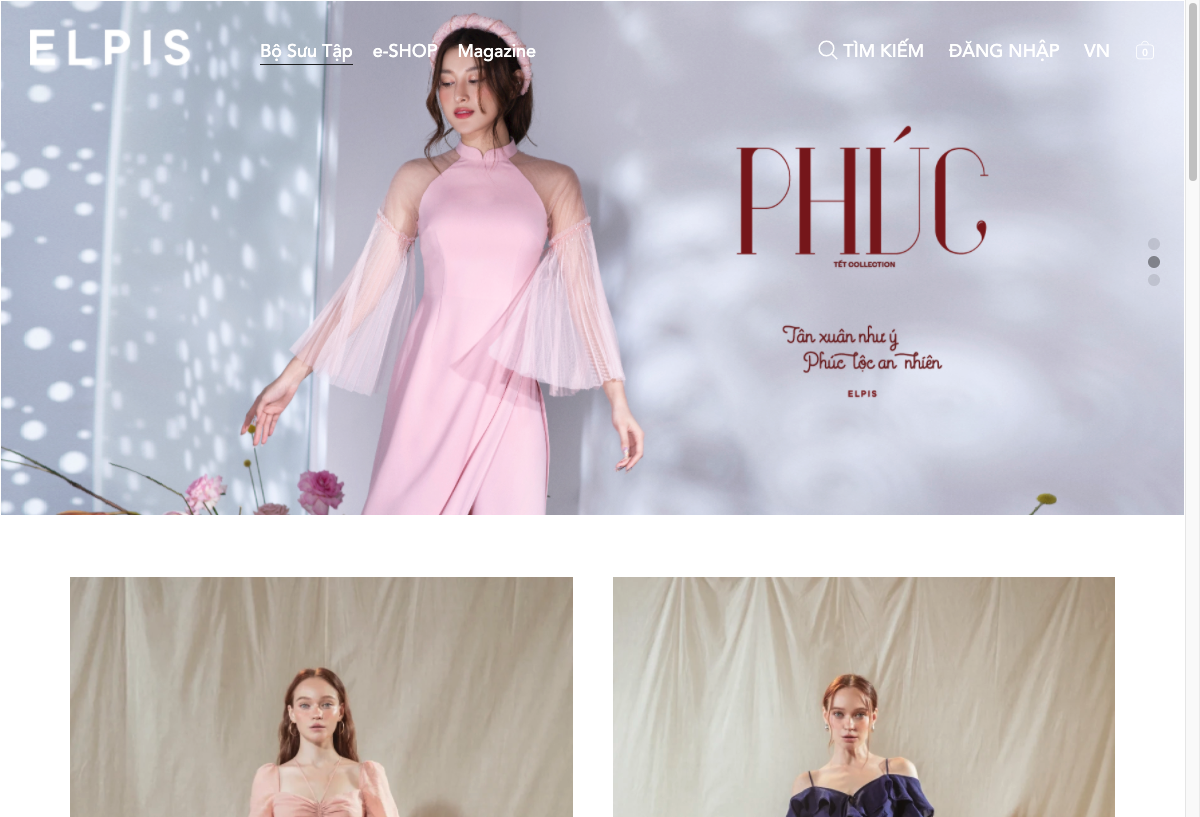 ELPIS
Bộ Sưu Tập e-SHOP Magazine
TÌM KIẾM ĐĂNG NHẬP VN 0
PHÚC
TẾT COLLECTION
Tân xuân như ý
Phúc lộc an nhiên
ELPIS